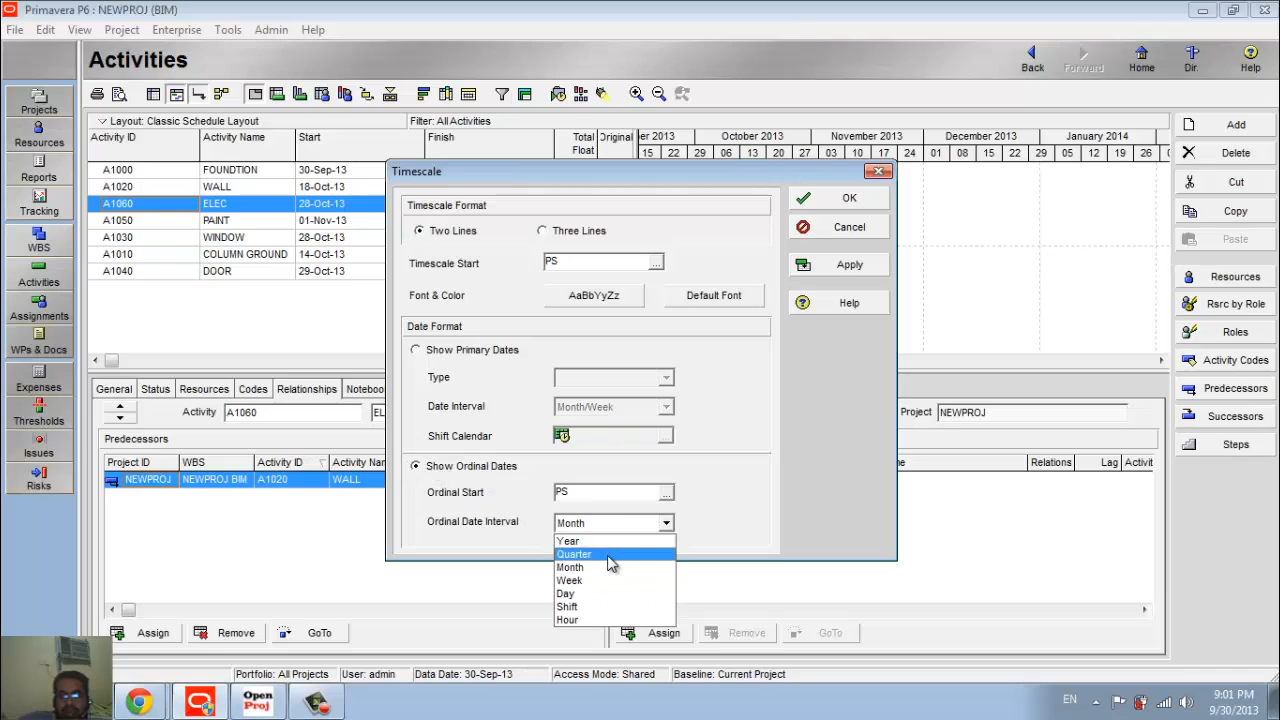 Primavera P6 : NEWPROJ (BIM)
File Edit View Project Enterprise Tools Admin Help
Activities
Back Forward Home Dir. Help
Projects
Resources
Reports
Tracking
WBS
Activities
Assignments
WPs & Docs
Expenses
Thresholds
Issues
Risks
Layout: Classic Schedule Layout Filter: All Activities
Activity ID Activity Name Start Finish Total Float Original
er 2013 October 2013 November 2013 December 2013 January 2014
15 22 29 06 13 20 27 03 10 17 24 01 08 15 22 29 05 12 19 26 0
A1000 FOUNDTION 30-Sep-13
A1020 WALL 18-Oct-13
A1060 ELEC 28-Oct-13
A1050 PAINT 01-Nov-13
A1030 WINDOW 28-Oct-13
A1010 COLUMN GROUND 14-Oct-13
A1040 DOOR 29-Oct-13
Timescale
Timescale Format
Two Lines Three Lines
Timescale Start PS ...
Font & Color AaBbYyZz Default Font
Date Format
Show Primary Dates
Type
Date Interval Month/Week
Shift Calendar ...
Show Ordinal Dates
Ordinal Start PS ...
Ordinal Date Interval Month
Year
Quarter
Month
Week
Day
Shift
Hour
OK
Cancel
Apply
Help
Add
Delete
Cut
Copy
Paste
Resources
Rsrc by Role
Roles
Activity Codes
Predecessors
Successors
Steps
General Status Resources Codes Relationships Notebook
Activity A1060 EL Project NEWPROJ
Predecessors
Project ID WBS Activity ID Activity Na me Relations Lag Activit
NEWPROJ NEWPROJ BIM A1020 WALL
Assign Remove GoTo Assign Remove GoTo
Portfolio: All Projects User: admin Data Date: 30-Sep-13 Access Mode: Shared Baseline: Current Project
Open
Proj
EN
9:01 PM
9/30/2013